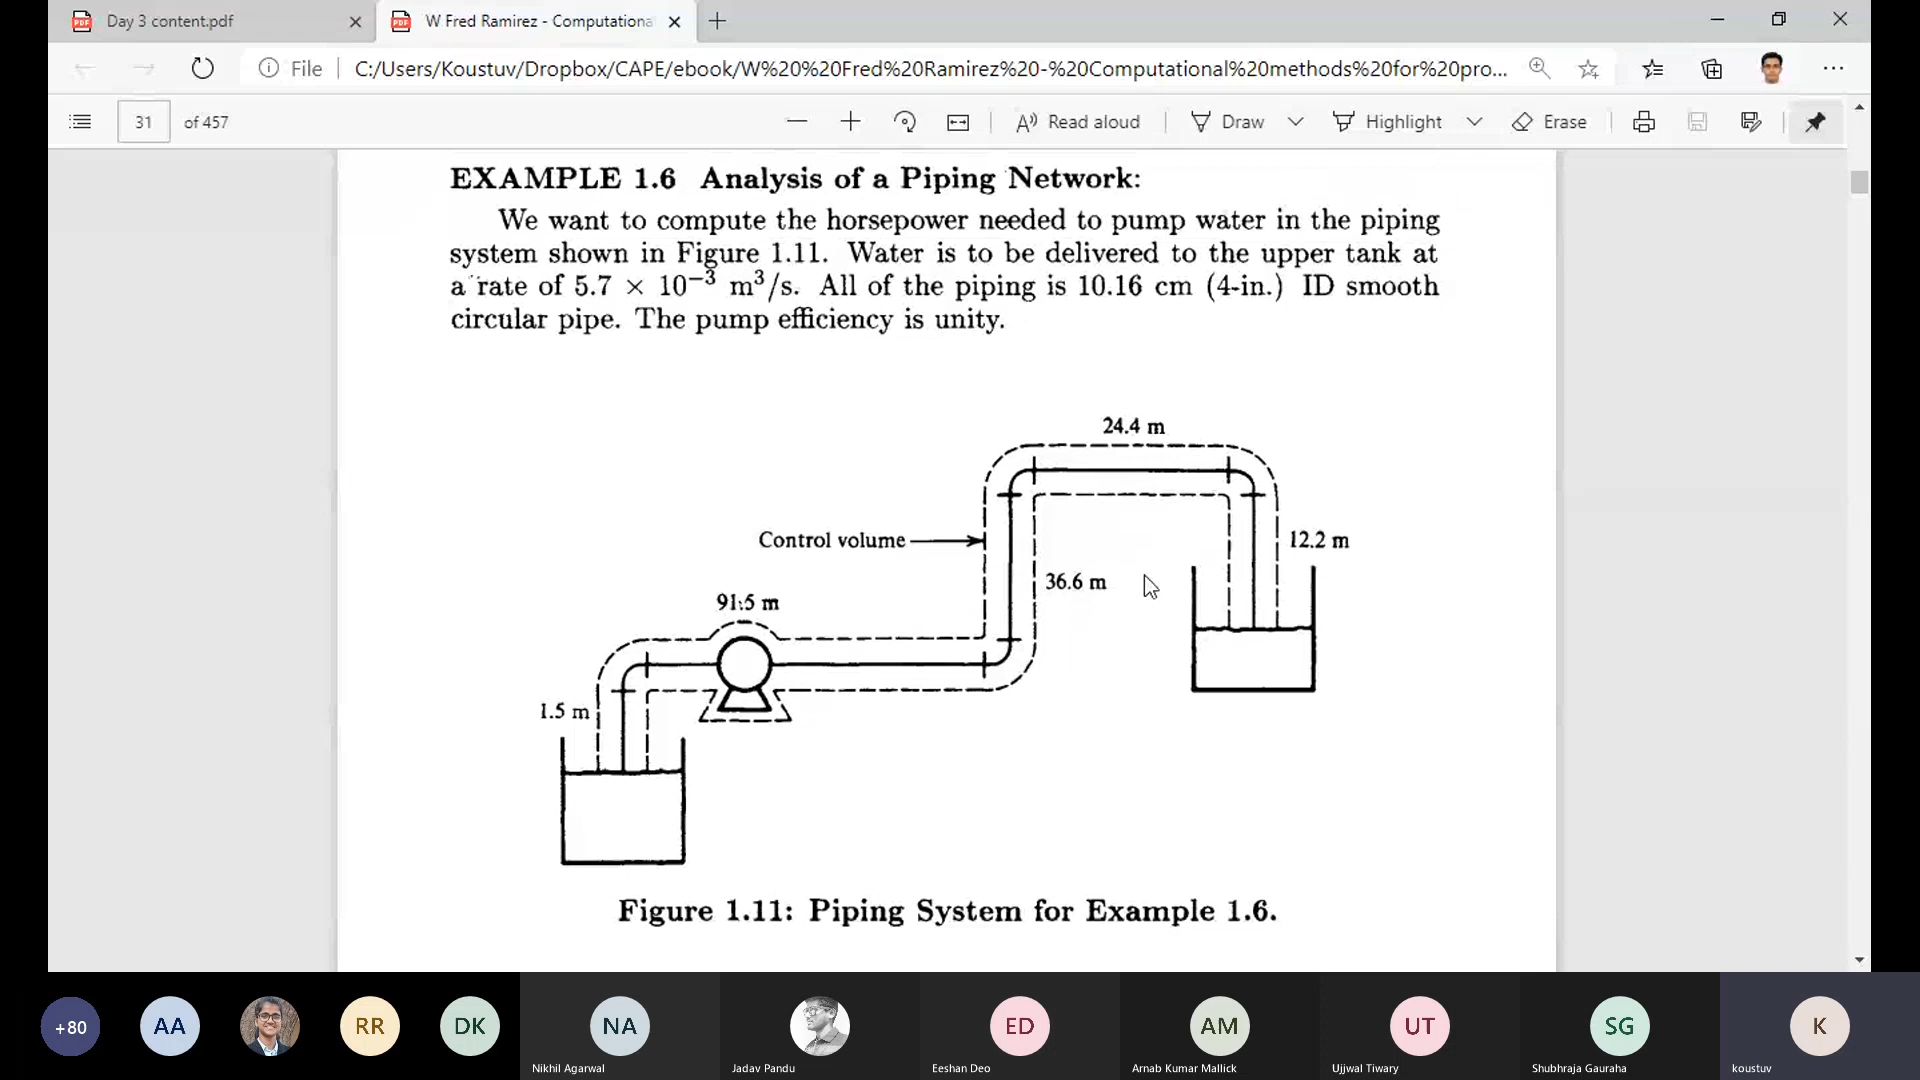 Day 3 content.pdf
W Fred Ramirez - Computationa
File
C:/Users/Koustuv/Dropbox/CAPE/ebook/W%20%20Fred%20Ramirez%20-%20Computational%20methods%20for%20pro...
31 of 457
Read aloud
Draw
Highlight
Erase
EXAMPLE 1.6 Analysis of a Piping Network:
We want to compute the horsepower needed to pump water in the piping
system shown in Figure 1.11. Water is to be delivered to the upper tank at
a rate of 5.7 × 10⁻³ m³/s. All of the piping is 10.16 cm (4-in.) ID smooth
circular pipe. The pump efficiency is unity.
24.4 m
Control volume
12.2 m
36.6 m
91.5 m
1.5 m
Figure 1.11: Piping System for Example 1.6.
+80
AA
RR
DK
NA
ED
AM
UT
SG
K
Nikhil Agarwal
Jadav Pandu
Eeshan Deo
Arnab Kumar Mallick
Ujjwal Tiwary
Shubhraja Gauraha
koustuv